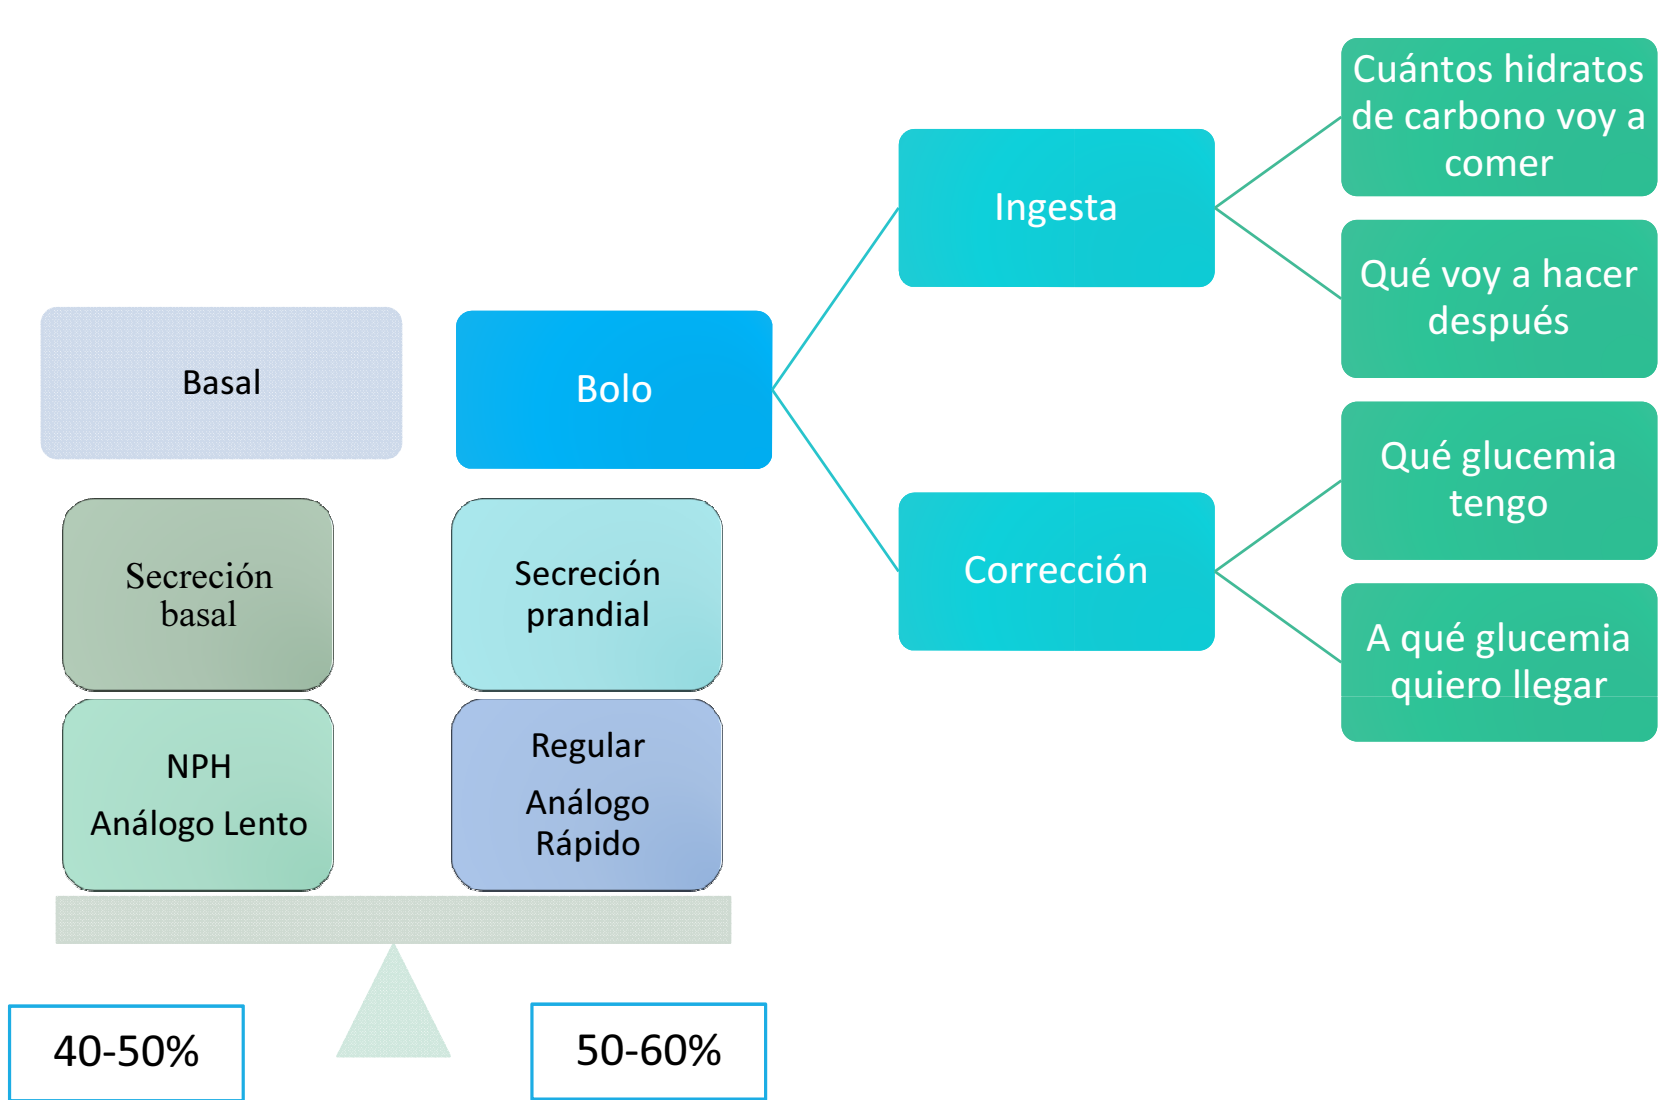 Basal
Secreción
basal
NPH
Análogo Lento
40-50%
Bolo
Secreción
prandial
Regular
Análogo
Rápido
50-60%
Ingesta
Cuántos hidratos
de carbono voy a
comer
Qué voy a hacer
después
Corrección
Qué glucemia
tengo
A qué glucemia
quiero llegar